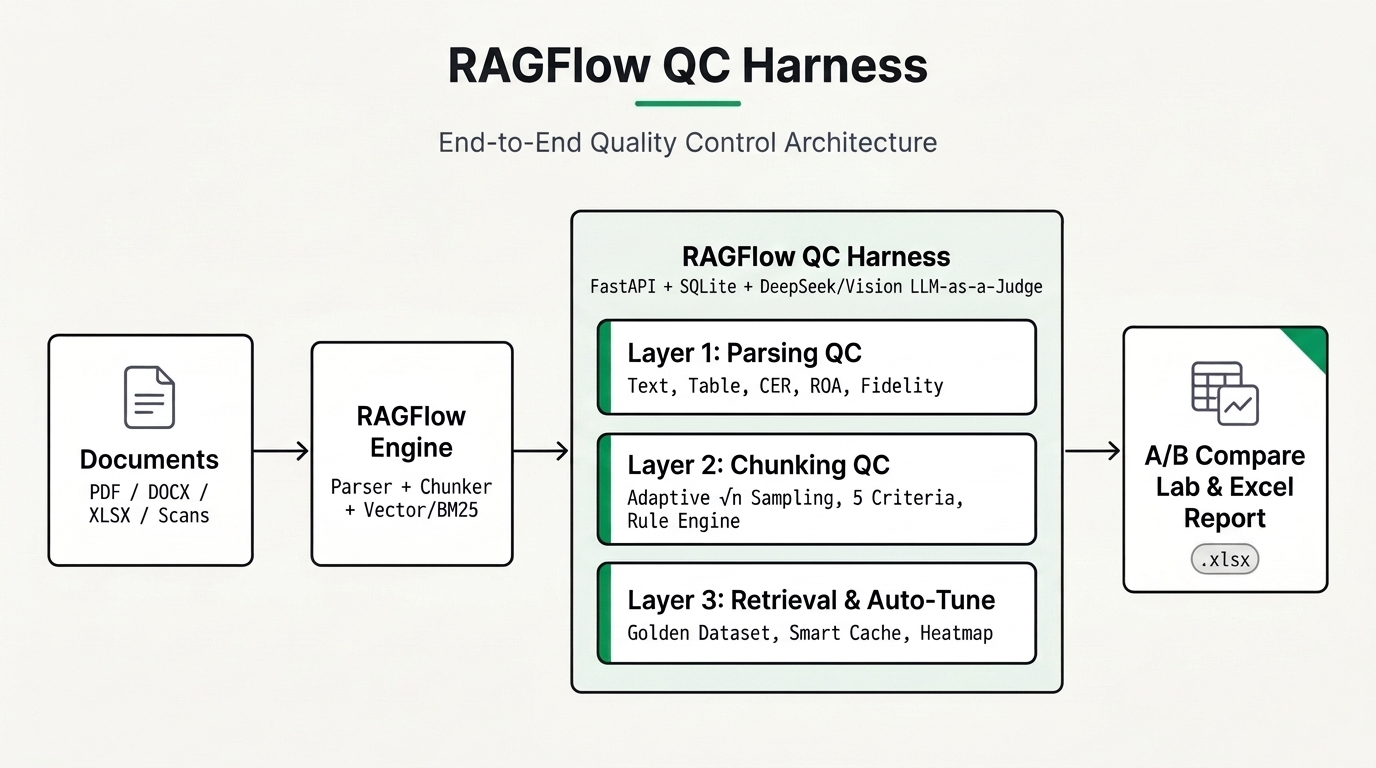 RAGFlow QC Harness
End-to-End Quality Control Architecture
Documents
PDF / DOCX /
XLSX / Scans
RAGFlow
Engine
Parser + Chunker
+ Vector/BM25
RAGFlow QC Harness
FastAPI + SQLite + DeepSeek/Vision LLM-as-a-Judge
Layer 1: Parsing QC
Text, Table, CER, ROA, Fidelity
Layer 2: Chunking QC
Adaptive √n Sampling, 5 Criteria,
Rule Engine
Layer 3: Retrieval & Auto-Tune
Golden Dataset, Smart Cache, Heatmap
A/B Compare
Lab & Excel
Report
.xlsx